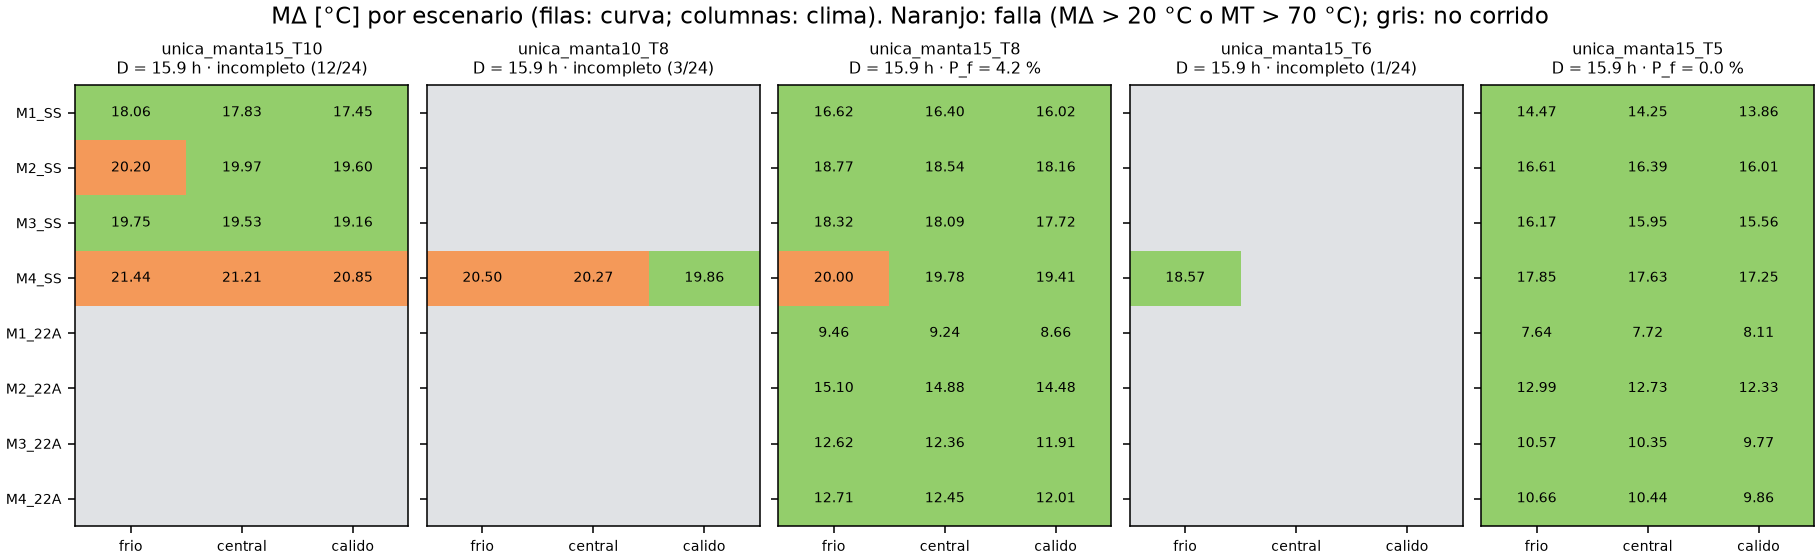 MΔ [°C] por escenario (filas: curva; columnas: clima). Naranjo: falla (MΔ > 20 °C o MT > 70 °C); gris: no corrido
unica_manta15_T10
D = 15.9 h · incompleto (12/24)
unica_manta10_T8
D = 15.9 h · incompleto (3/24)
unica_manta15_T8
D = 15.9 h · P_f = 4.2 %
unica_manta15_T6
D = 15.9 h · incompleto (1/24)
unica_manta15_T5
D = 15.9 h · P_f = 0.0 %
M1_SS 18.06 17.83 17.45 16.62 16.40 16.02 14.47 14.25 13.86
M2_SS 20.20 19.97 19.60 18.77 18.54 18.16 16.61 16.39 16.01
M3_SS 19.75 19.53 19.16 18.32 18.09 17.72 16.17 15.95 15.56
M4_SS 21.44 21.21 20.85 20.50 20.27 19.86 20.00 19.78 19.41 18.57 17.85 17.63 17.25
M1_22A 9.46 9.24 8.66 7.64 7.72 8.11
M2_22A 15.10 14.88 14.48 12.99 12.73 12.33
M3_22A 12.62 12.36 11.91 10.57 10.35 9.77
M4_22A 12.71 12.45 12.01 10.66 10.44 9.86
frio central calido frio central calido frio central calido frio central calido frio central calido